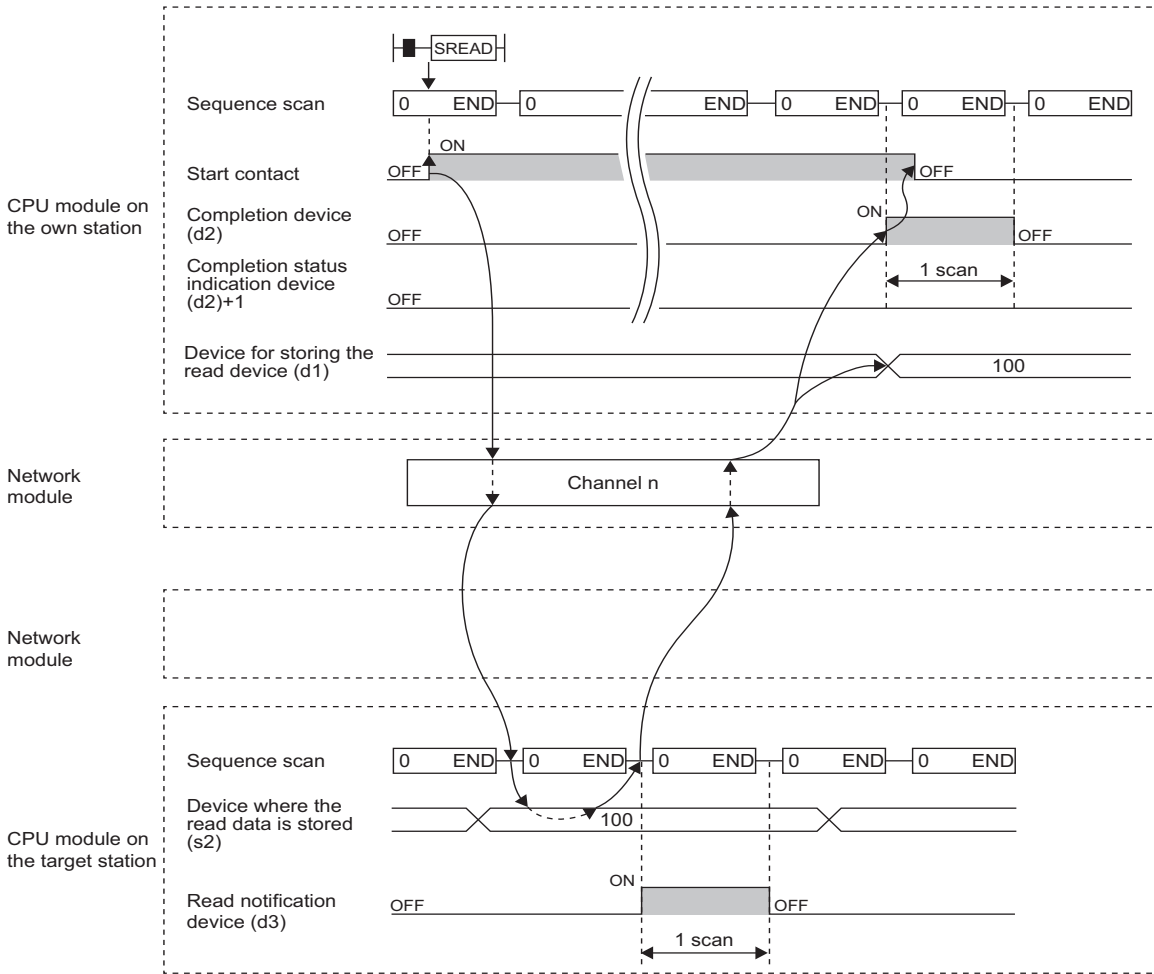 SREAD
Sequence scan
0 END 0 END 0 END 0 END 0 END
ON
Start contact
OFF
OFF
CPU module on
the own station
Completion device
(d2)
ON
OFF
OFF
Completion status
indication device
(d2)+1
1 scan
OFF
Device for storing the
read device (d1)
100
Network
module
Channel n
Network
module
Sequence scan
0 END 0 END 0 END 0 END 0 END
Device where the
read data is stored
(s2)
100
CPU module on
the target station
ON
Read notification
device (d3)
OFF
OFF
1 scan